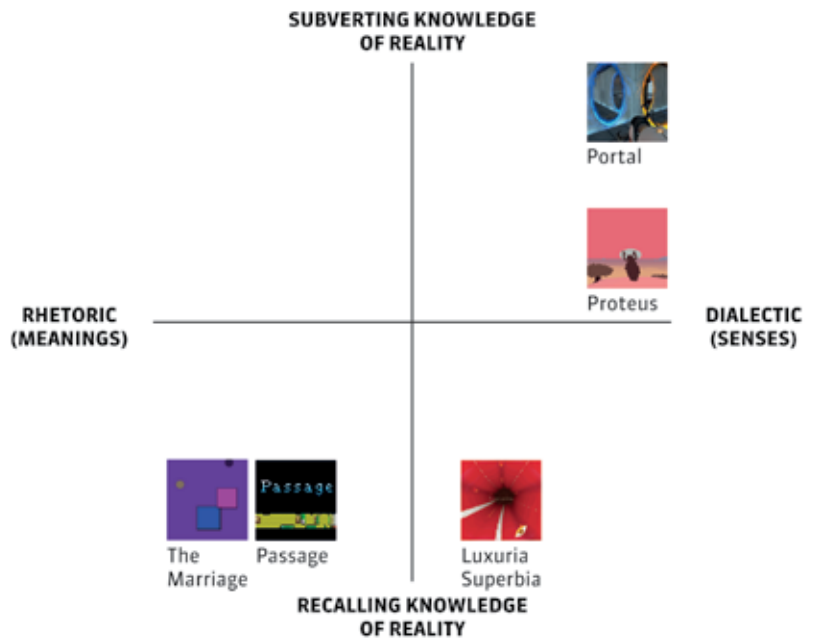 SUBVERTING KNOWLEDGE
OF REALITY
Portal
Proteus
RHETORIC
(MEANINGS)
DIALECTIC
(SENSES)
Passage
The
Marriage
Passage
Luxuria
Superbia
RECALLING KNOWLEDGE
OF REALITY